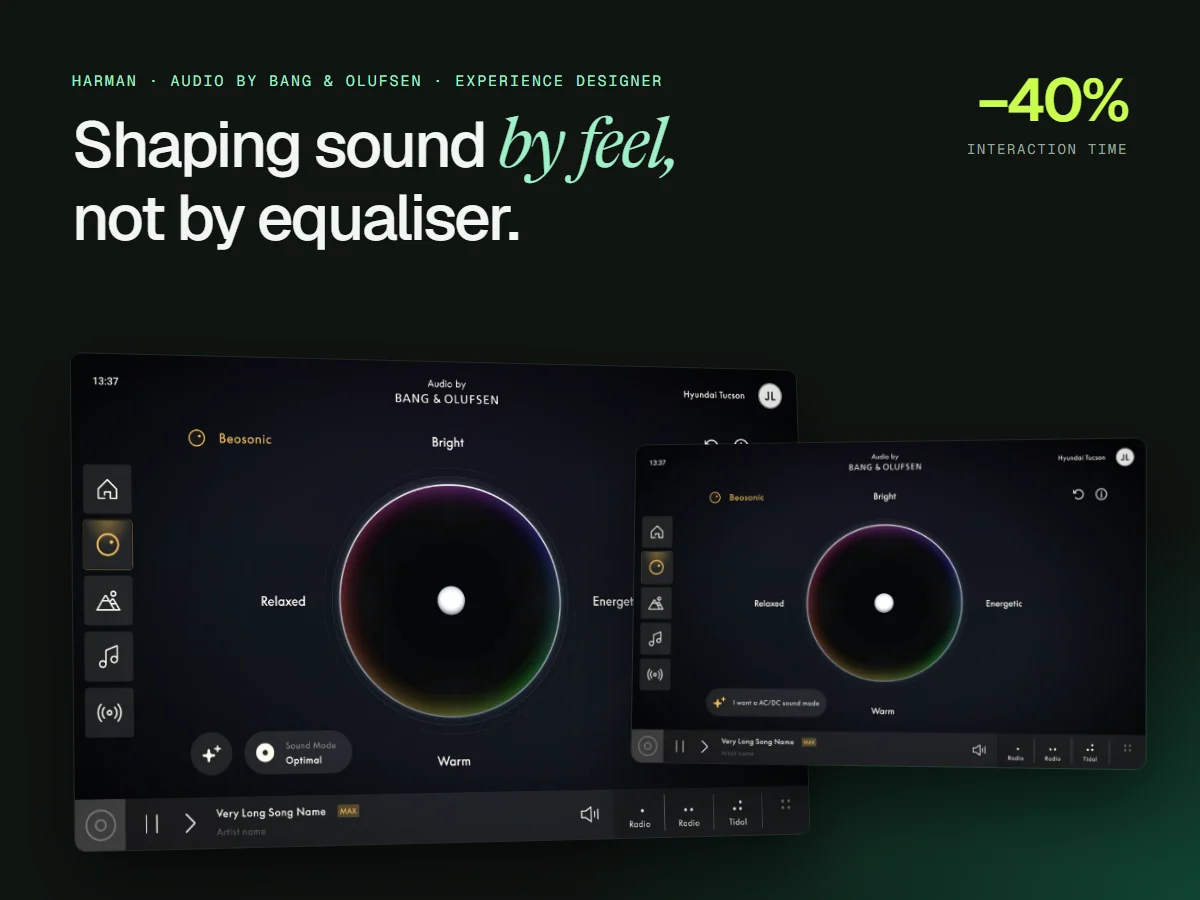 HARMAN · AUDIO BY BANG & OLUFSEN · EXPERIENCE DESIGNER
Shaping sound by feel,
not by equaliser.
–40%
INTERACTION TIME
13:37
Audio by
BANG & OLUFSEN
Hyundai Tucson
JL
Beosonic
Bright
Relaxed
Energet
Sound Mode
Optimal
Warm
Very Long Song Name MAX
Artist name
Radio
Radio
Tidal
13:37
Audio by
BANG & OLUFSEN
Hyundai Tucson
JL
Beosonic
Bright
Relaxed
Energetic
I want a AC/DC sound mode
Warm
Very Long Song Name MAX
Artist name
Radio
Radio
Tidal